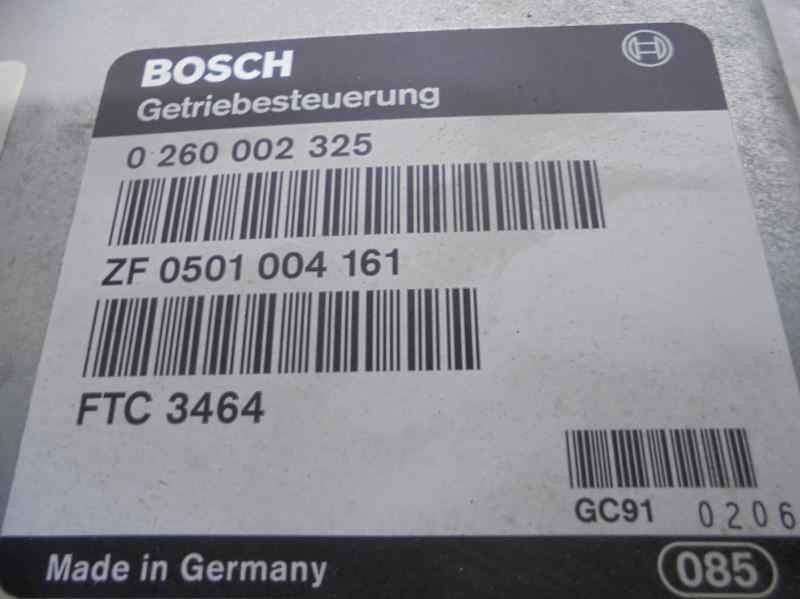 BOSCH
Getriebesteuerung
0 260 002 325
ZF 0501 004 161
FTC 3464
GC91 0206
Made in Germany 085